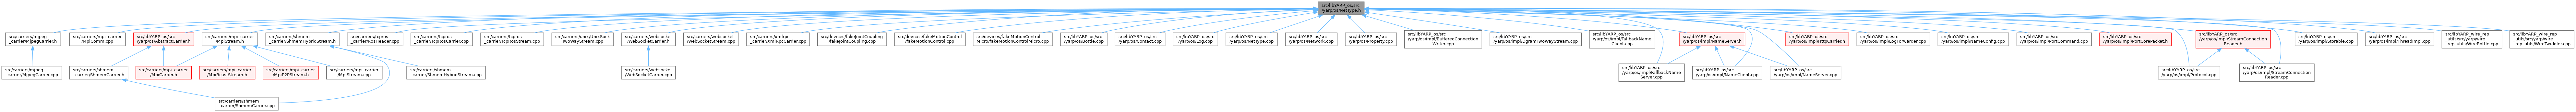 src/libYARP_os/src
/yarp/os/NetType.h
src/carriers/mjpeg
_carrier/MjpegCarrier.h
src/carriers/mpi_carrier
/MpiComm.cpp
src/libYARP_os/src
/yarp/os/AbstractCarrier.h
src/carriers/mpi_carrier
/MpiStream.h
src/carriers/shmem
_carrier/ShmemHybridStream.h
src/carriers/tcpros
_carrier/RosHeader.cpp
src/carriers/tcpros
_carrier/TcpRosCarrier.cpp
src/carriers/tcpros
_carrier/TcpRosStream.cpp
src/carriers/unix/UnixSock
TwoWayStream.cpp
src/carriers/websocket
/WebSocketCarrier.h
src/carriers/websocket
/WebSocketStream.cpp
src/carriers/xmlrpc
_carrier/XmlRpcCarrier.cpp
src/devices/fakeJointCoupling
/fakeJointCoupling.cpp
src/devices/fakeMotionControl
/fakeMotionControl.cpp
src/devices/fakeMotionControl
Micro/fakeMotionControlMicro.cpp
src/libYARP_os/src
/yarp/os/Bottle.cpp
src/libYARP_os/src
/yarp/os/Contact.cpp
src/libYARP_os/src
/yarp/os/Log.cpp
src/libYARP_os/src
/yarp/os/NetType.cpp
src/libYARP_os/src
/yarp/os/Network.cpp
src/libYARP_os/src
/yarp/os/Property.cpp
src/libYARP_os/src
/yarp/os/impl/BufferedConnection
Writer.cpp
src/libYARP_os/src
/yarp/os/impl/DgramTwoWayStream.cpp
src/libYARP_os/src
/yarp/os/impl/FallbackName
Client.cpp
src/libYARP_os/src
/yarp/os/impl/NameServer.h
src/libYARP_os/src
/yarp/os/impl/HttpCarrier.h
src/libYARP_os/src
/yarp/os/impl/LogForwarder.cpp
src/libYARP_os/src
/yarp/os/impl/NameConfig.cpp
src/libYARP_os/src
/yarp/os/impl/PortCommand.cpp
src/libYARP_os/src
/yarp/os/impl/PortCorePacket.h
src/libYARP_os/src
/yarp/os/impl/StreamConnection
Reader.h
src/libYARP_os/src
/yarp/os/impl/Storable.cpp
src/libYARP_os/src
/yarp/os/impl/ThreadImpl.cpp
src/libYARP_wire_rep
_utils/src/yarp/wire
_rep_utils/WireBottle.cpp
src/libYARP_wire_rep
_utils/src/yarp/wire
_rep_utils/WireTwiddler.cpp
src/carriers/mjpeg
_carrier/MjpegCarrier.cpp
src/carriers/shmem
_carrier/ShmemCarrier.h
src/carriers/mpi_carrier
/MpiCarrier.h
src/carriers/mpi_carrier
/MpiBcastStream.h
src/carriers/mpi_carrier
/MpiP2PStream.h
src/carriers/mpi_carrier
/MpiStream.cpp
src/carriers/shmem
_carrier/ShmemHybridStream.cpp
src/carriers/websocket
/WebSocketCarrier.cpp
src/libYARP_os/src
/yarp/os/impl/FallbackName
Server.cpp
src/libYARP_os/src
/yarp/os/impl/NameClient.cpp
src/libYARP_os/src
/yarp/os/impl/NameServer.cpp
src/libYARP_os/src
/yarp/os/impl/Protocol.cpp
src/libYARP_os/src
/yarp/os/impl/StreamConnection
Reader.cpp
src/carriers/shmem
_carrier/ShmemCarrier.cpp